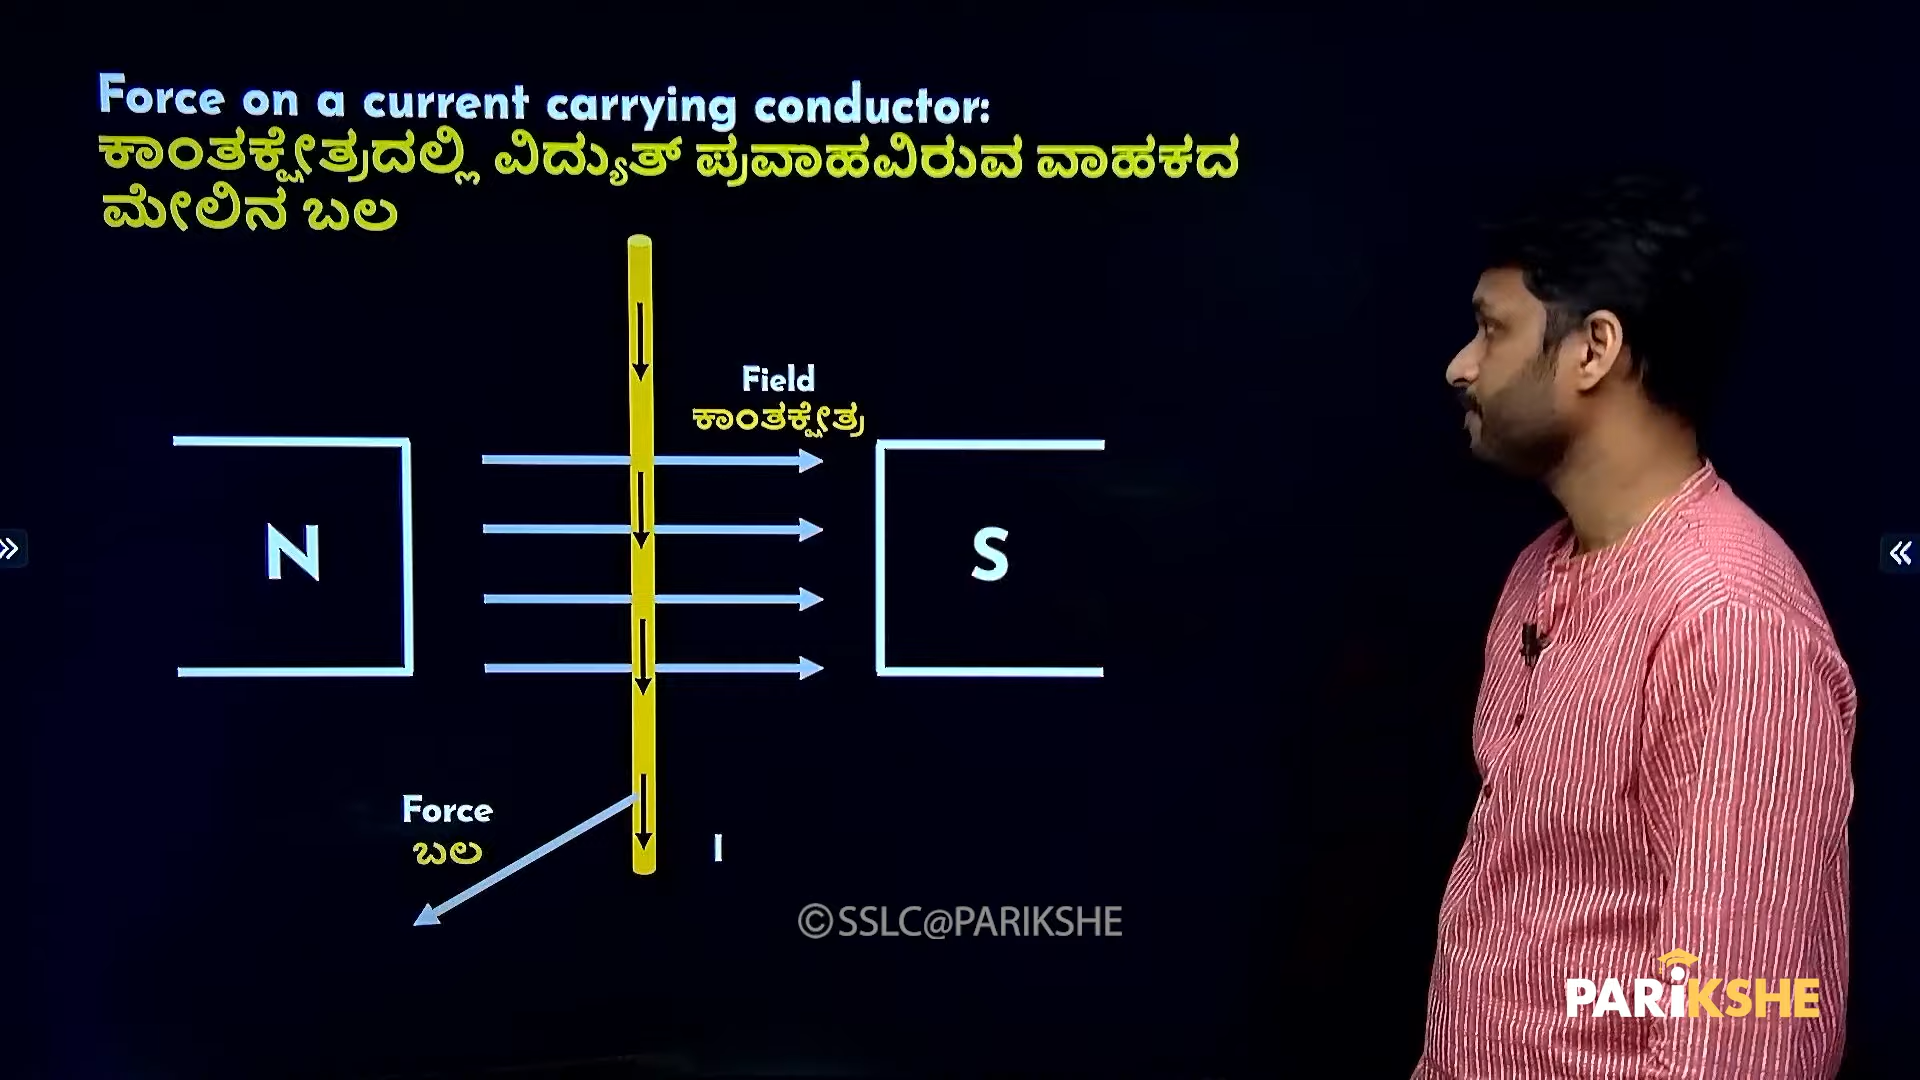 Force on a current carrying conductor:
ಕಾಂತಕ್ಷೇತ್ರದಲ್ಲಿ ವಿದ್ಯುತ್ ಪ್ರವಾಹವಿರುವ ವಾಹಕದ
ಮೇಲಿನ ಬಲ
Field
ಕಾಂತಕ್ಷೇತ್ರ
N
S
Force
ಬಲ
I
©SSLC@PARIKSHE
PARiKSHE